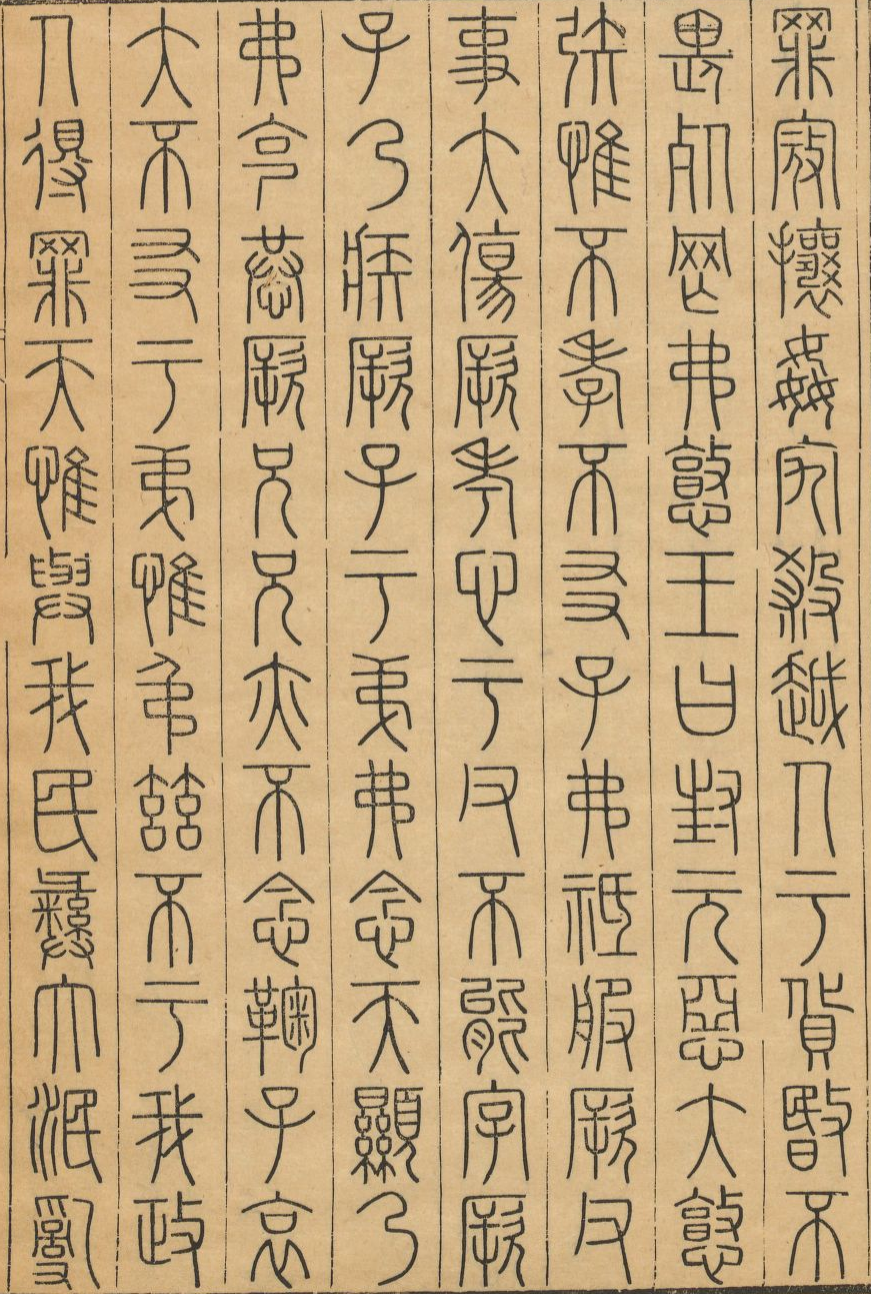 罪寇攘姦宄殺越人于貨暋不
畏死罔弗憝王曰封元惡大憝
矧惟不孝不友子弗祗服厥父
事大傷厥考心于父不能字厥
子乃疾厥子于弟弗念天顯乃
弗克恭厥兄兄亦不念鞠子哀
大不友于弟惟弔茲不于我政
人得罪天惟與我民彝大泯亂